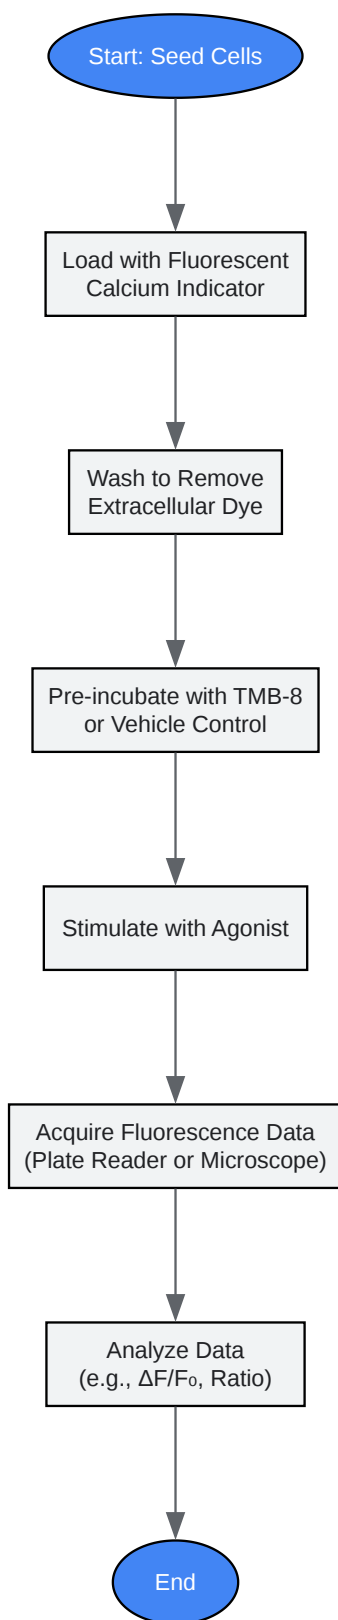 Start: Seed Cells
Load with Fluorescent
Calcium Indicator
Wash to Remove
Extracellular Dye
Pre-incubate with TMB-8
or Vehicle Control
Stimulate with Agonist
Acquire Fluorescence Data
(Plate Reader or Microscope)
Analyze Data
(e.g., ΔF/F₀, Ratio)
End